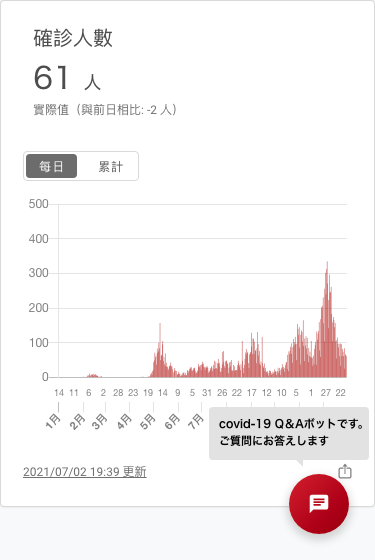 確診人數
61 人
實際值（與前日相比: -2 人）
每日 累計
500
400
300
200
100
0
14 11 6 2 28 23 19 14 9 5 31 26 22 17 12 10 5 1 27 22
1月 2月 3月 4月 5月 6月 7月
covid-19 Q&Aボットです。
ご質問にお答えします
2021/07/02 19:39 更新